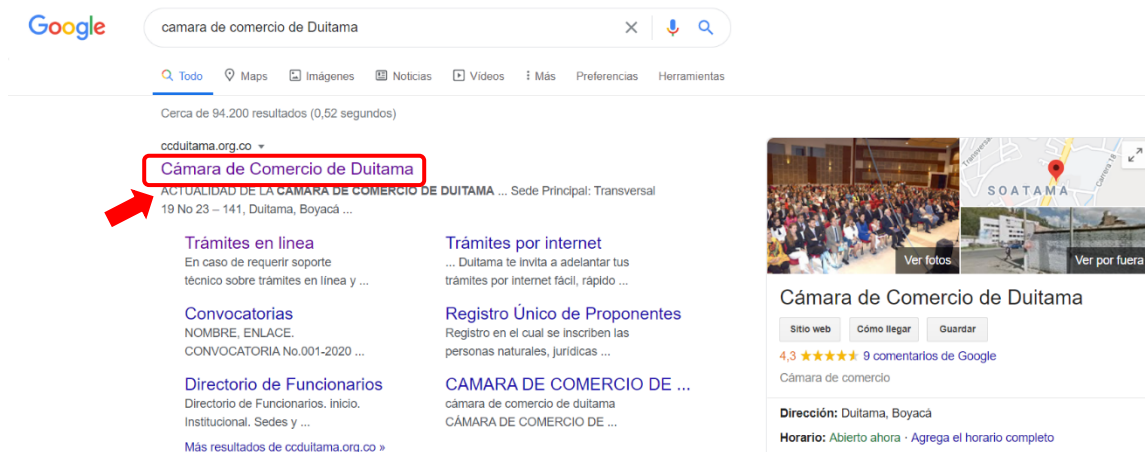 Google
camara de comercio de Duitama
Todo Maps Imágenes Noticias Vídeos Más Preferencias Herramientas
Cerca de 94.200 resultados (0,52 segundos)
ccduitama.org.co
Cámara de Comercio de Duitama
ACTUALIDAD DE LA CAMARA DE COMERCIO DE DUITAMA ... Sede Principal: Transversal
19 No 23 – 141, Duitama, Boyacá ...
Trámites en linea
En caso de requerir soporte
técnico sobre trámites en línea y ...
Trámites por internet
... Duitama te invita a adelantar tus
trámites por internet fácil, rápido ...
Convocatorias
NOMBRE, ENLACE.
CONVOCATORIA No.001-2020 ...
Registro Único de Proponentes
Registro en el cual se inscriben las
personas naturales, jurídicas ...
Directorio de Funcionarios
Directorio de Funcionarios. inicio.
Institucional. Sedes y ...
CAMARA DE COMERCIO DE ...
cámara de comercio de duitama
CÁMARA DE COMERCIO DE ...
Más resultados de ccduitama.org.co »
SOATAMA
Carrera 18
Ver fotos
Ver por fuera
Cámara de Comercio de Duitama
Sitio web Cómo llegar Guardar
4,3 9 comentarios de Google
Cámara de comercio
Dirección: Duitama, Boyacá
Horario: Abierto ahora · Agrega el horario completo